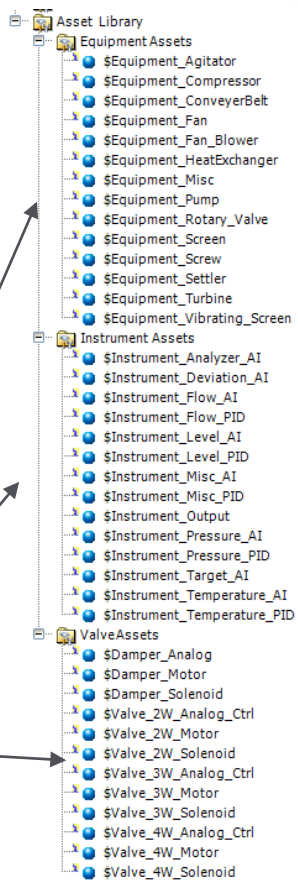 Asset Library
Equipment Assets
$Equipment_Agitator
$Equipment_Compressor
$Equipment_ConveyerBelt
$Equipment_Fan
$Equipment_Fan_Blower
$Equipment_HeatExchanger
$Equipment_Misc
$Equipment_Pump
$Equipment_Rotary_Valve
$Equipment_Screen
$Equipment_Screw
$Equipment_Settler
$Equipment_Turbine
$Equipment_Vibrating_Screen
Instrument Assets
$Instrument_Analyzer_AI
$Instrument_Deviation_AI
$Instrument_Flow_AI
$Instrument_Flow_PID
$Instrument_Level_AI
$Instrument_Level_PID
$Instrument_Misc_AI
$Instrument_Misc_PID
$Instrument_Output
$Instrument_Pressure_AI
$Instrument_Pressure_PID
$Instrument_Target_AI
$Instrument_Temperature_AI
$Instrument_Temperature_PID
ValveAssets
$Damper_Analog
$Damper_Motor
$Damper_Solenoid
$Valve_2W_Analog_Ctrl
$Valve_2W_Motor
$Valve_2W_Solenoid
$Valve_3W_Analog_Ctrl
$Valve_3W_Motor
$Valve_3W_Solenoid
$Valve_4W_Analog_Ctrl
$Valve_4W_Motor
$Valve_4W_Solenoid